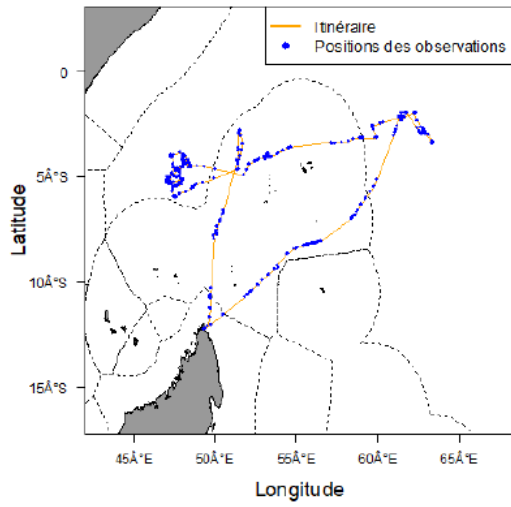 Itinéraire
Positions des observations
0
5Â°S
10Â°S
15Â°S
Latitude
45Â°E
50Â°E
55Â°E
60Â°E
65Â°E
Longitude